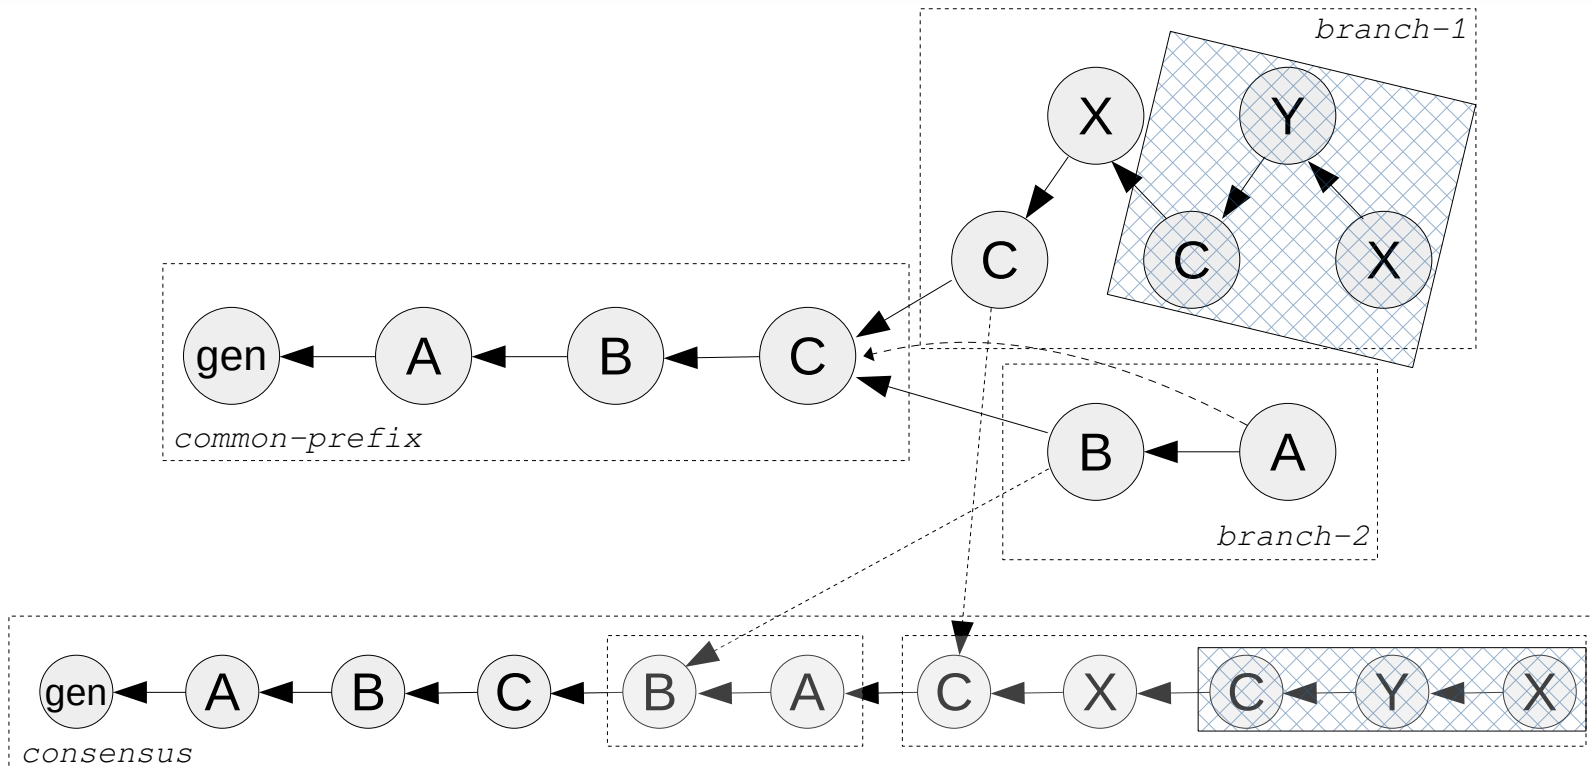 branch-1
X Y
C C X
gen A B C
common-prefix
B A
branch-2
gen A B C B A C X C Y X
consensus